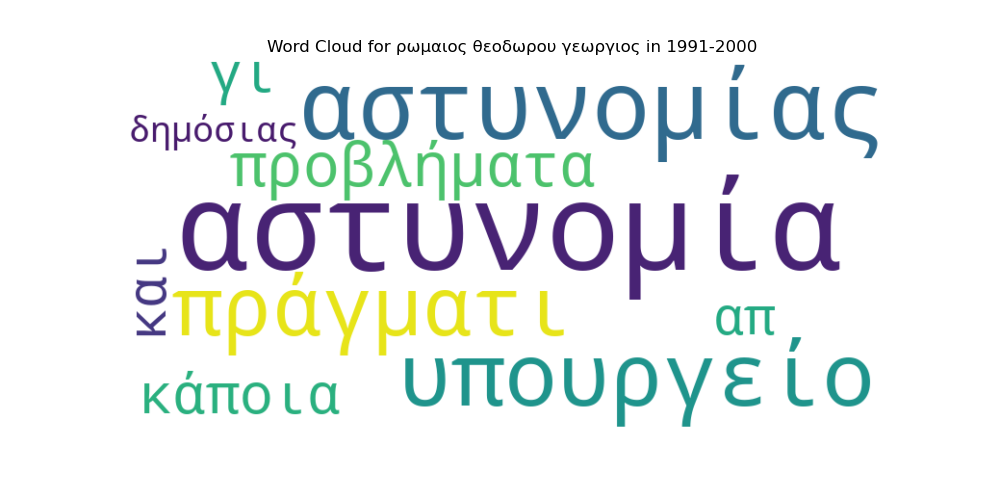 Word Cloud for ρωμαιος θεοδωρου γεωργιος in 1991-2000
γι
αστυνομίας
δημόσιας
προβλήματα
αστυνομία
και
πράγματι
απ
υπουργείο
κάποια